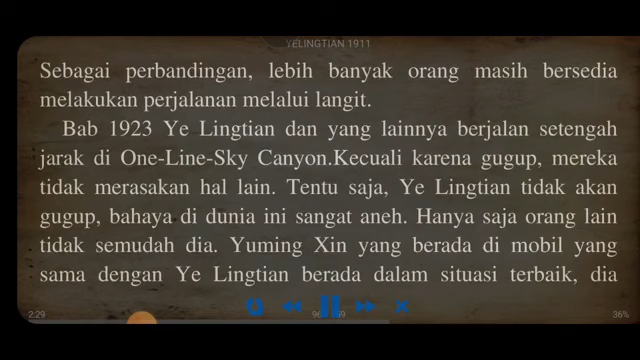 YELINGTIAN 1911
Sebagai perbandingan, lebih banyak orang masih bersedia
melakukan perjalanan melalui langit.
Bab 1923 Ye Lingtian dan yang lainnya berjalan setengah
jarak di One-Line-Sky Canyon.Kecuali karena gugup, mereka
tidak merasakan hal lain. Tentu saja, Ye Lingtian tidak akan
gugup, bahaya di dunia ini sangat aneh. Hanya saja orang lain
tidak semudah dia. Yuming Xin yang berada di mobil yang
sama dengan Ye Lingtian berada dalam situasi terbaik, dia
2:29
36%